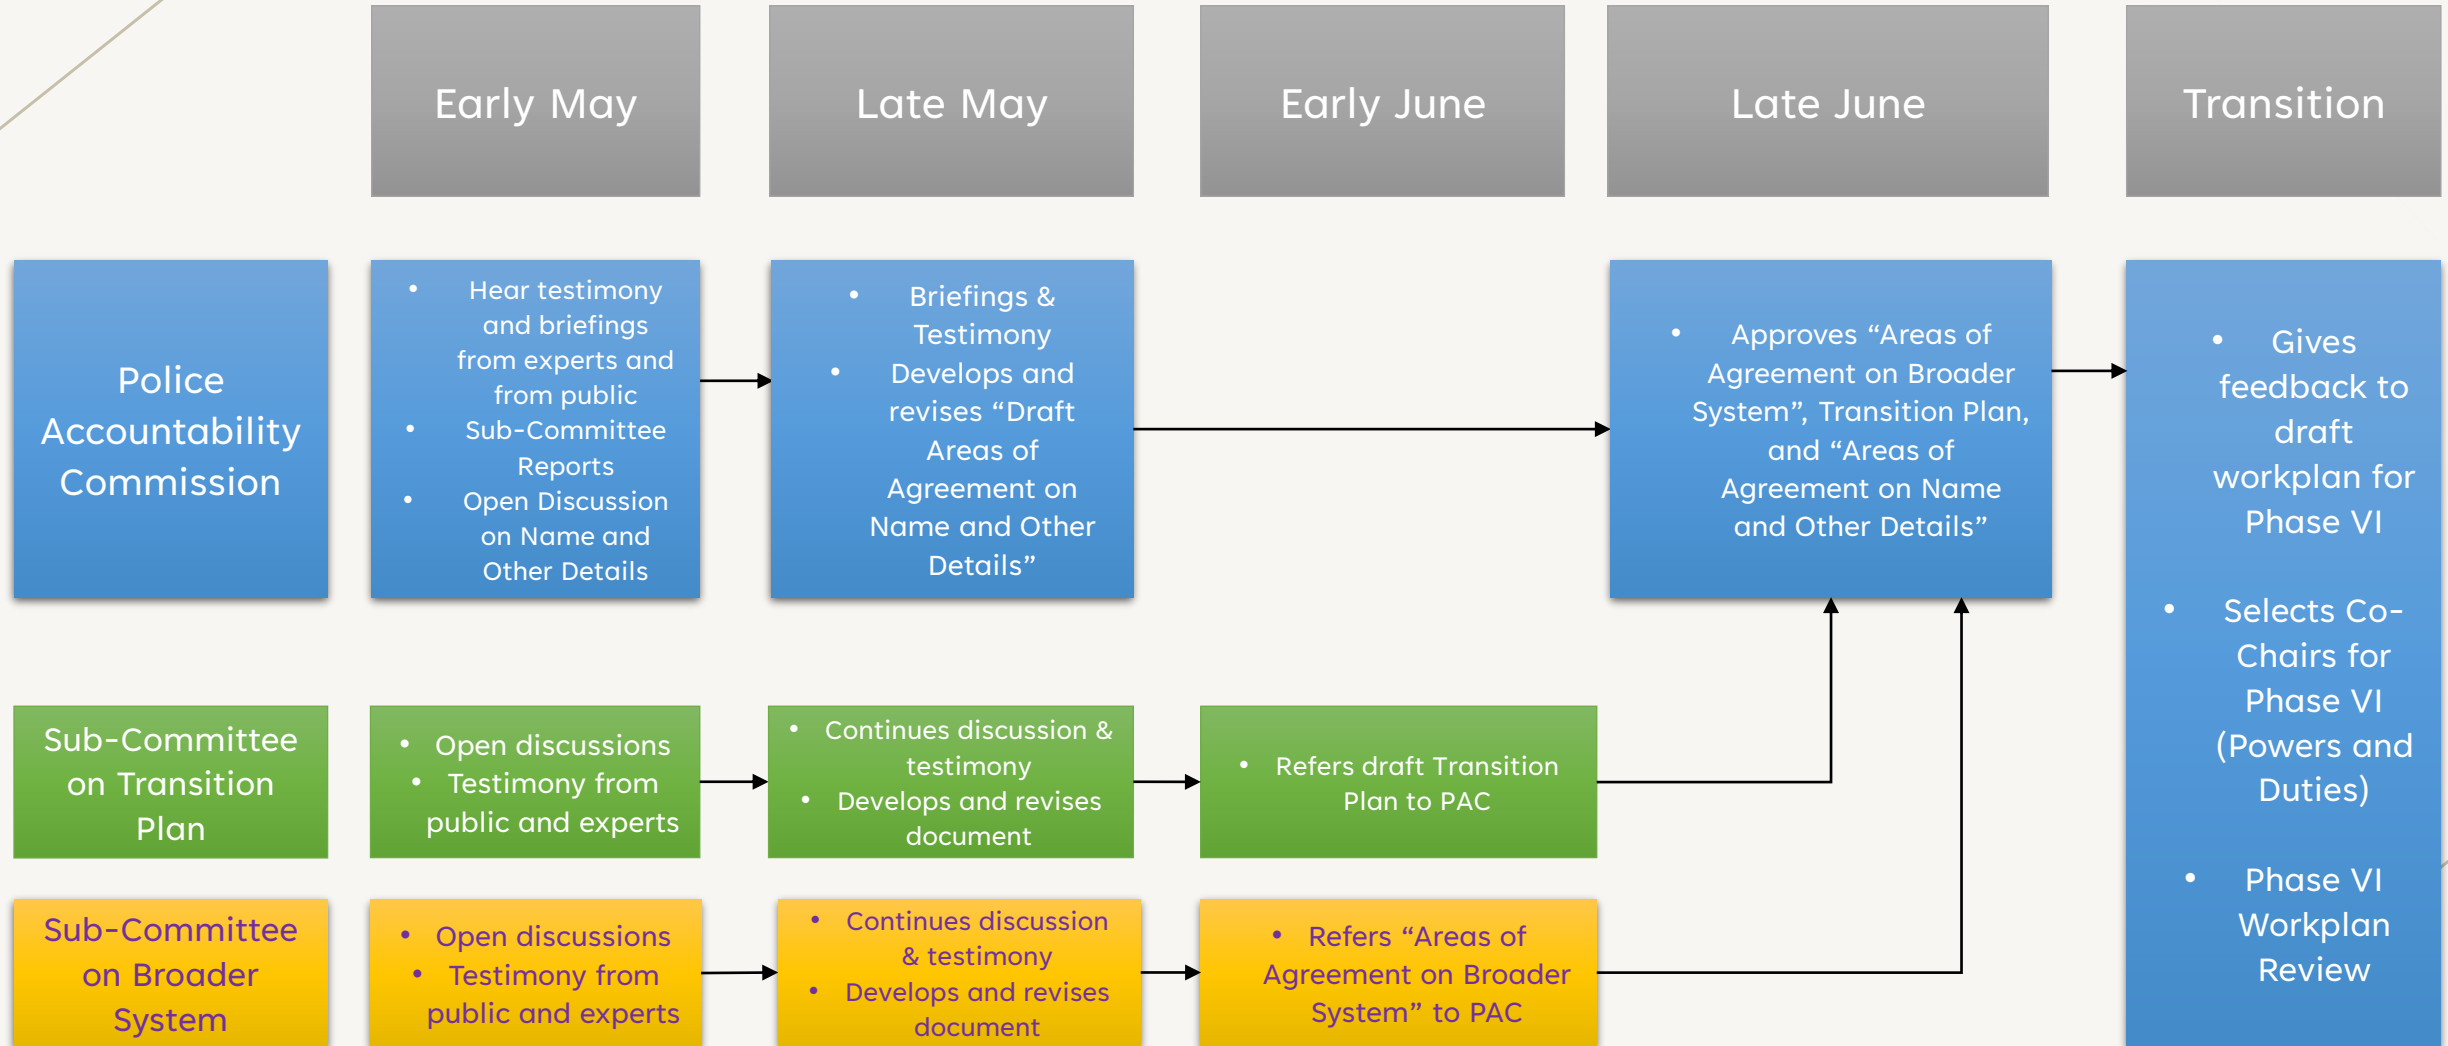 Early May
Late May
Early June
Late June
Transition
Police
Accountability
Commission
• Hear testimony
and briefings
from experts and
from public
• Sub-Committee
Reports
• Open Discussion
on Name and
Other Details
• Briefings &
Testimony
• Develops and
revises “Draft
Areas of
Agreement on
Name and Other
Details”
• Approves “Areas of
Agreement on Broader
System”, Transition Plan,
and “Areas of
Agreement on Name
and Other Details”
• Gives
feedback to
draft
workplan for
Phase VI
• Selects Co-
Chairs for
Phase VI
(Powers and
Duties)
• Phase VI
Workplan
Review
Sub-Committee
on Transition
Plan
• Open discussions
• Testimony from
public and experts
• Continues discussion &
testimony
• Develops and revises
document
• Refers draft Transition
Plan to PAC
Sub-Committee
on Broader
System
• Open discussions
• Testimony from
public and experts
• Continues discussion
& testimony
• Develops and revises
document
• Refers “Areas of
Agreement on Broader
System” to PAC